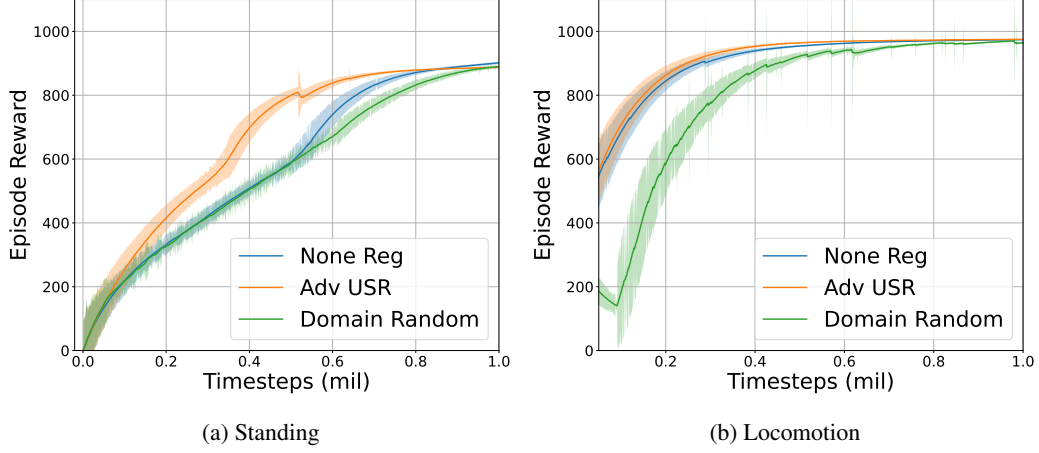 Episode Reward
1000
800
600
400
200
0
0.0 0.2 0.4 0.6 0.8 1.0
Timesteps (mil)
None Reg
Adv USR
Domain Random
(a) Standing
Episode Reward
1000
800
600
400
200
0
0.2 0.4 0.6 0.8 1.0
Timesteps (mil)
None Reg
Adv USR
Domain Random
(b) Locomotion